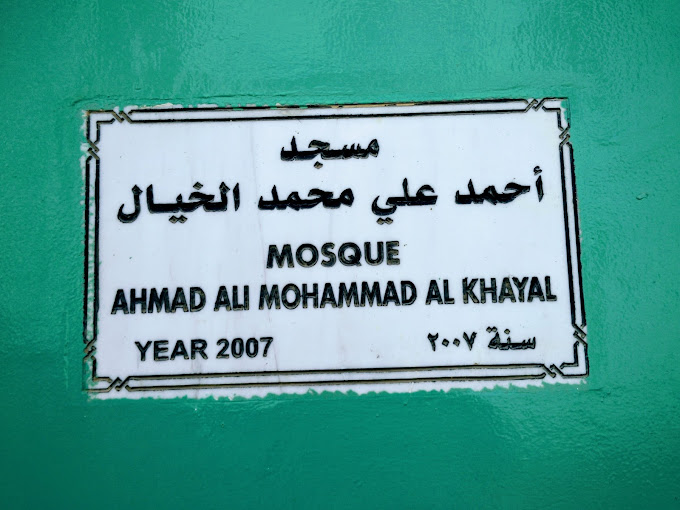 مسجد
أحمد علي محمد الخيال
MOSQUE
AHMAD ALI MOHAMMAD AL KHAYAL
YEAR 2007 سنة ٢٠٠٧